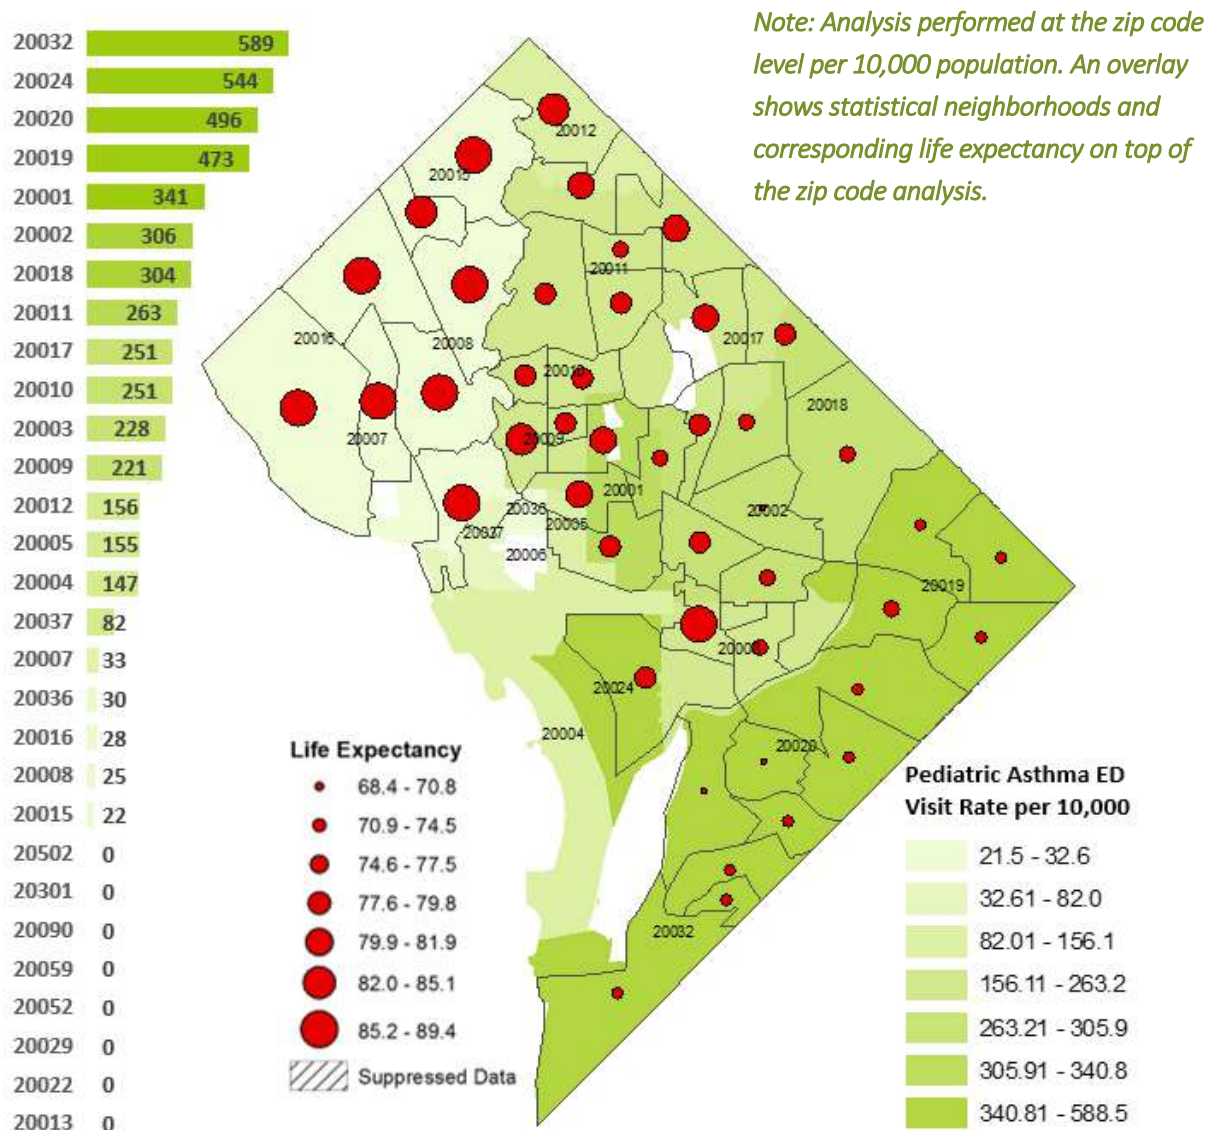 Note: Analysis performed at the zip code
level per 10,000 population. An overlay
shows statistical neighborhoods and
corresponding life expectancy on top of
the zip code analysis.
20032 589
20024 544
20020 496
20019 473
20001 341
20002 306
20018 304
20011 263
20017 251
20010 251
20003 228
20009 221
20012 156
20005 155
20004 147
20037 82
20007 33
20036 30
20016 28
20008 25
20015 22
20502 0
20301 0
20090 0
20059 0
20052 0
20029 0
20022 0
20013 0
20012
20015
20011
20016
20008
20017
20010
20018
20007
20009
20001
20036
20005
20002
20037
20006
20019
20003
20024
20004
20020
20032
Life Expectancy
68.4 - 70.8
70.9 - 74.5
74.6 - 77.5
77.6 - 79.8
79.9 - 81.9
82.0 - 85.1
85.2 - 89.4
Suppressed Data
Pediatric Asthma ED
Visit Rate per 10,000
21.5 - 32.6
32.61 - 82.0
82.01 - 156.1
156.11 - 263.2
263.21 - 305.9
305.91 - 340.8
340.81 - 588.5